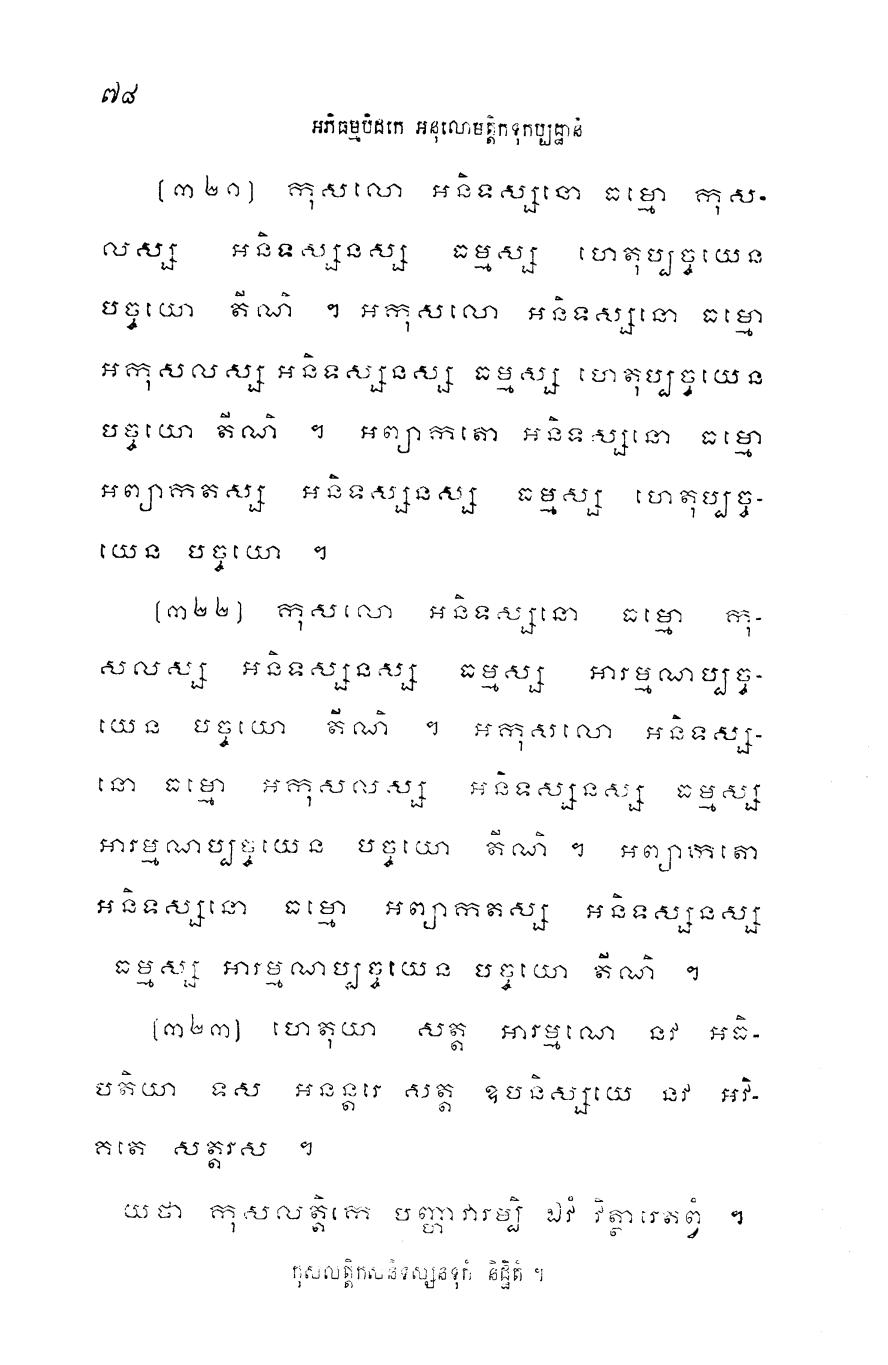 ៧៨
អភិធម្មបិដកេ អនុលោមត្តិកទុកប្បដ្ឋានំ
(៣២១) កុសលោ អនិទស្សនោ ធម្មោ កុស-
លស្ស អនិទស្សនស្ស ធម្មស្ស ហេតុប្បច្ចយេន
បច្ចយោ តីណិ ។ អកុសលោ អនិទស្សនោ ធម្មោ
អកុសលស្ស អនិទស្សនស្ស ធម្មស្ស ហេតុប្បច្ចយេន
បច្ចយោ តីណិ ។ អព្យាកតោ អនិទស្សនោ ធម្មោ
អព្យាកតស្ស អនិទស្សនស្ស ធម្មស្ស ហេតុប្បច្ច-
យេន បច្ចយោ ។
(៣២២) កុសលោ អនិទស្សនោ ធម្មោ កុ-
សលស្ស អនិទស្សនស្ស ធម្មស្ស អារម្មណប្បច្ច-
យេន បច្ចយោ តីណិ ។ អកុសលោ អនិទស្ស-
នោ ធម្មោ អកុសលស្ស អនិទស្សនស្ស ធម្មស្ស
អារម្មណប្បច្ចយេន បច្ចយោ តីណិ ។ អព្យាកតោ
អនិទស្សនោ ធម្មោ អព្យាកតស្ស អនិទស្សនស្ស
ធម្មស្ស អារម្មណប្បច្ចយេន បច្ចយោ តីណិ ។
(៣២៣) ហេតុយា សត្ត អារម្មណេ នវ អធិ-
បតិយា ទស អនន្តរេ សត្ត ឧបនិស្សយេ នវ អវិ-
គតេ សត្តរស ។
យថា កុសលត្តិកេ បញ្ហាវារម្បិ ឯវំ វិត្ថារេតព្វំ ។
កុសលត្តិកសនិទស្សនទុកំ និដ្ឋិតំ ។